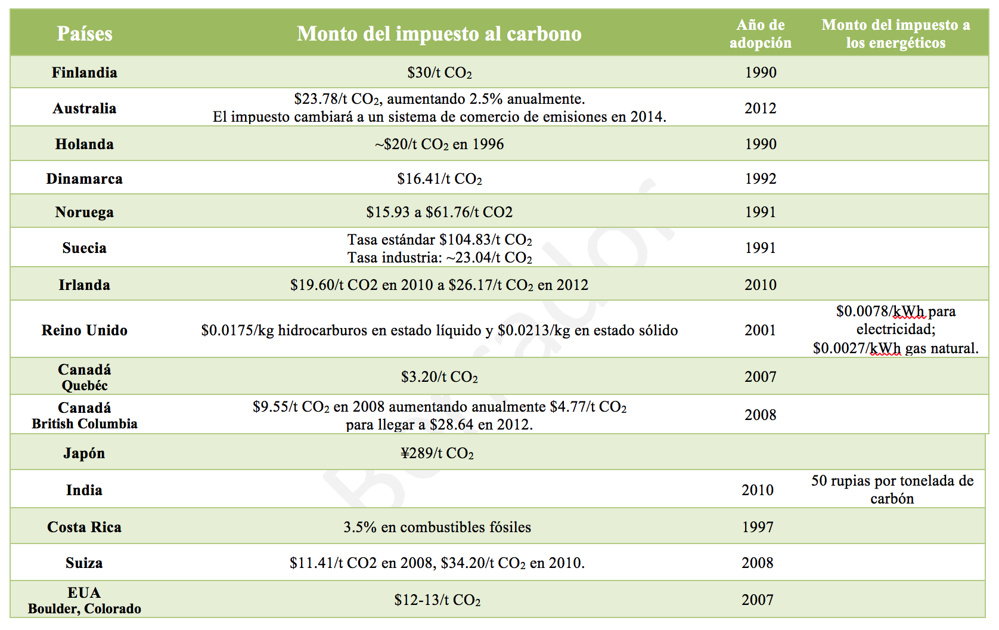 Países
Monto del impuesto al carbono
Año de
adopción
Monto del impuesto a
los energéticos
Finlandia
$30/t CO₂
1990
Australia
$23.78/t CO₂, aumentando 2.5% anualmente.
El impuesto cambiará a un sistema de comercio de emisiones en 2014.
2012
Holanda
~$20/t CO₂ en 1996
1990
Dinamarca
$16.41/t CO₂
1992
Noruega
$15.93 a $61.76/t CO2
1991
Suecia
Tasa estándar $104.83/t CO₂
Tasa industria: ~23.04/t CO₂
1991
Irlanda
$19.60/t CO2 en 2010 a $26.17/t CO₂ en 2012
2010
Reino Unido
$0.0175/kg hidrocarburos en estado líquido y $0.0213/kg en estado sólido
2001
$0.0078/kWh para
electricidad;
$0.0027/kWh gas natural.
Canadá
Quebéc
$3.20/t CO₂
2007
Canadá
British Columbia
$9.55/t CO₂ en 2008 aumentando anualmente $4.77/t CO₂
para llegar a $28.64 en 2012.
2008
Japón
¥289/t CO₂
India
2010
50 rupias por tonelada de
carbón
Costa Rica
3.5% en combustibles fósiles
1997
Suiza
$11.41/t CO2 en 2008, $34.20/t CO₂ en 2010.
2008
EUA
Boulder, Colorado
$12-13/t CO₂
2007
Borrador